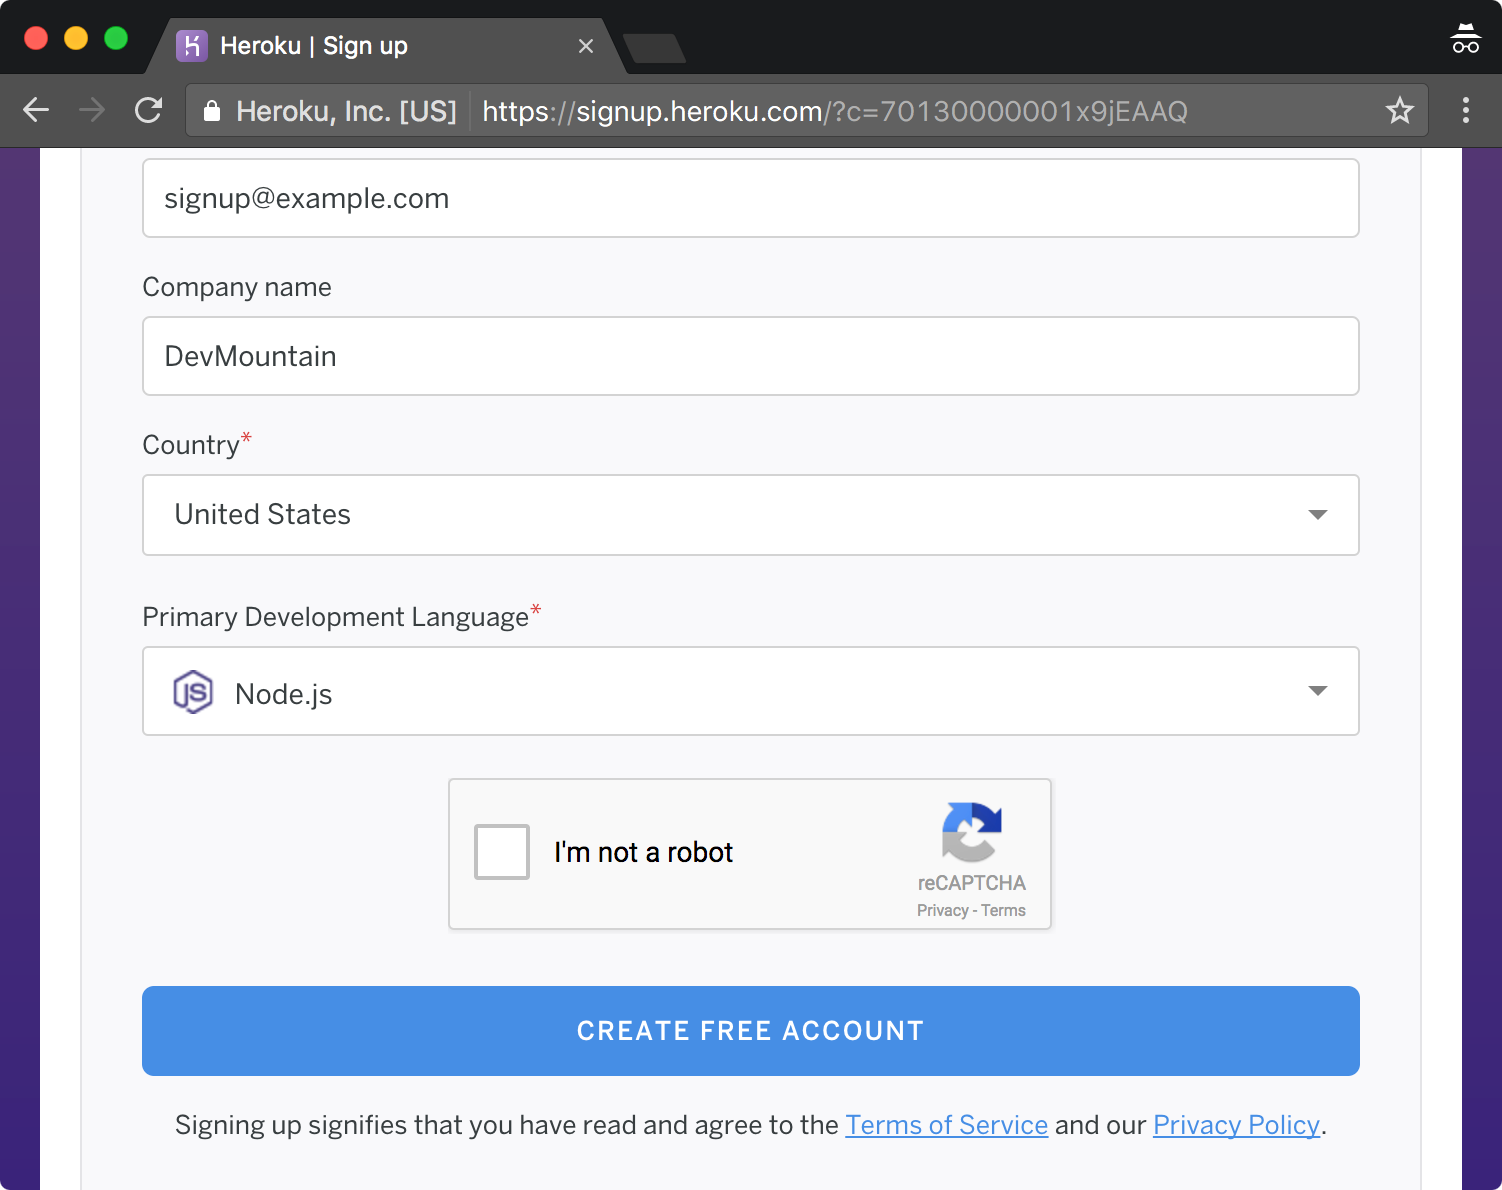 Heroku | Sign up
Heroku, Inc. [US] https://signup.heroku.com/?c=70130000001x9jEAAQ
signup@example.com
Company name
DevMountain
Country*
United States
Primary Development Language*
JS Node.js
I'm not a robot
reCAPTCHA
Privacy - Terms
CREATE FREE ACCOUNT
Signing up signifies that you have read and agree to the Terms of Service and our Privacy Policy.